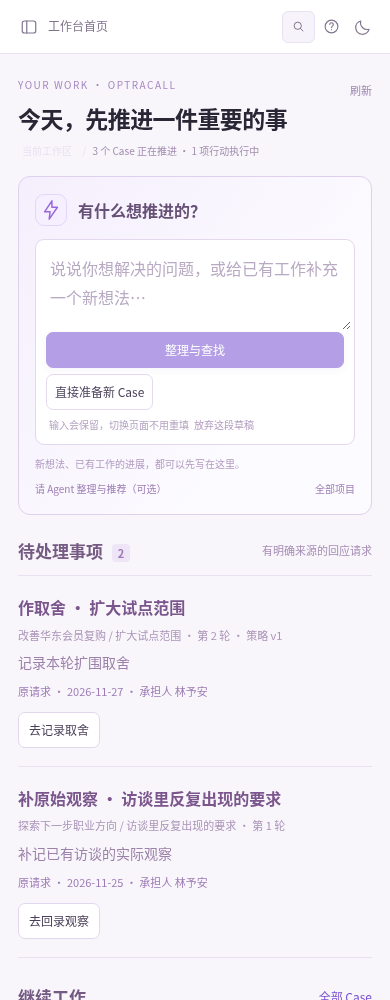 工作台首页
YOUR WORK · OPTRACALL
刷新
今天，先推进一件重要的事
当前工作区 / 3 个 Case 正在推进 · 1 项行动执行中
有什么想推进的?
说说你想解决的问题，或给已有工作补充
一个新想法…
整理与查找
直接准备新 Case
输入会保留，切换页面不用重填 放弃这段草稿
新想法、已有工作的进展，都可以先写在这里。
请 Agent 整理与推荐（可选） 全部项目
待处理事项 2 有明确来源的回应请求
作取舍 · 扩大试点范围
改善华东会员复购 / 扩大试点范围 · 第 2 轮 · 策略 v1
记录本轮扩围取舍
原请求 · 2026-11-27 · 承担人 林予安
去记录取舍
补原始观察 · 访谈里反复出现的要求
探索下一步职业方向 / 访谈里反复出现的要求 · 第 1 轮
补记已有访谈的实际观察
原请求 · 2026-11-25 · 承担人 林予安
去回录观察
继续工作 全部 Case